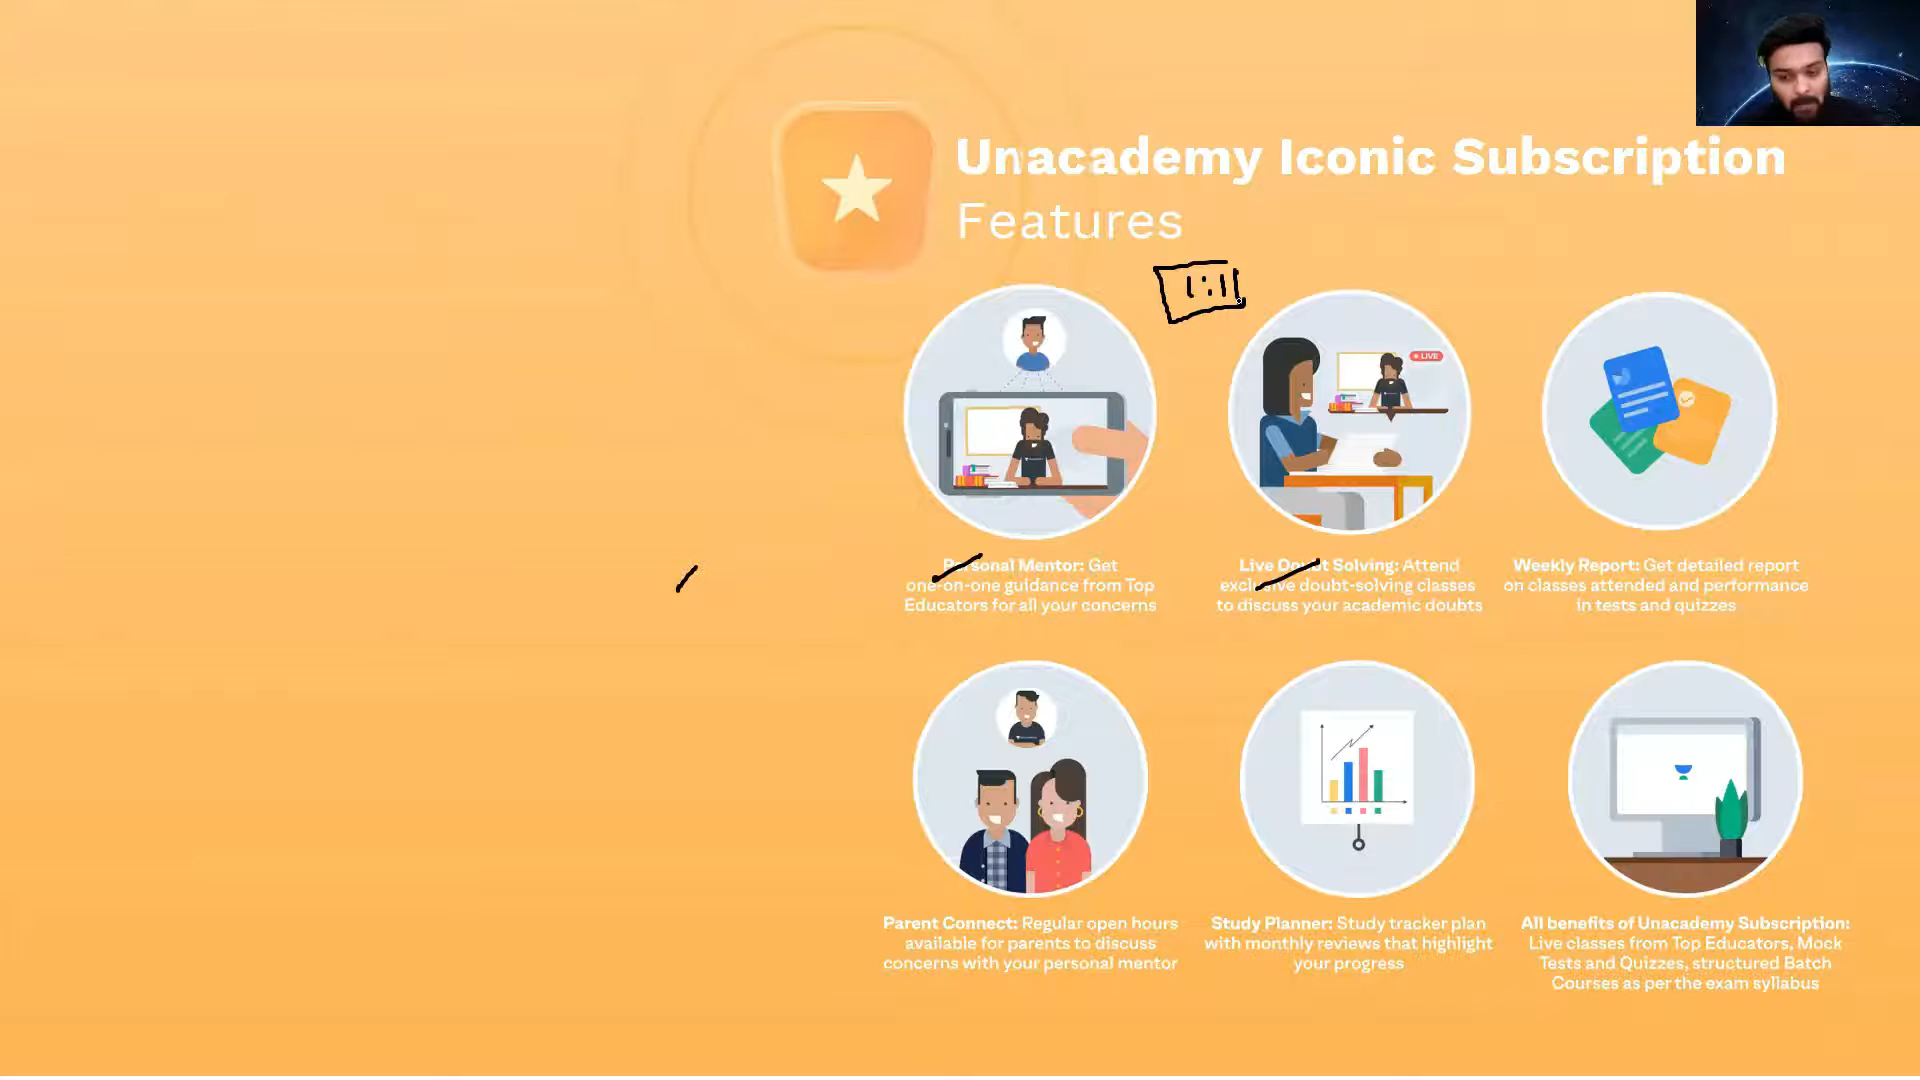 Unacademy Iconic Subscription
Features
1:1
LIVE
Personal Mentor: Get
one-on-one guidance from Top
Educators for all your concerns
Live Doubt Solving: Attend
exclusive doubt-solving classes
to discuss your academic doubts
Weekly Report: Get detailed report
on classes attended and performance
in tests and quizzes
Parent Connect: Regular open hours
available for parents to discuss
concerns with your personal mentor
Study Planner: Study tracker plan
with monthly reviews that highlight
your progress
All benefits of Unacademy Subscription:
Live classes from Top Educators, Mock
Tests and Quizzes, structured Batch
Courses as per the exam syllabus